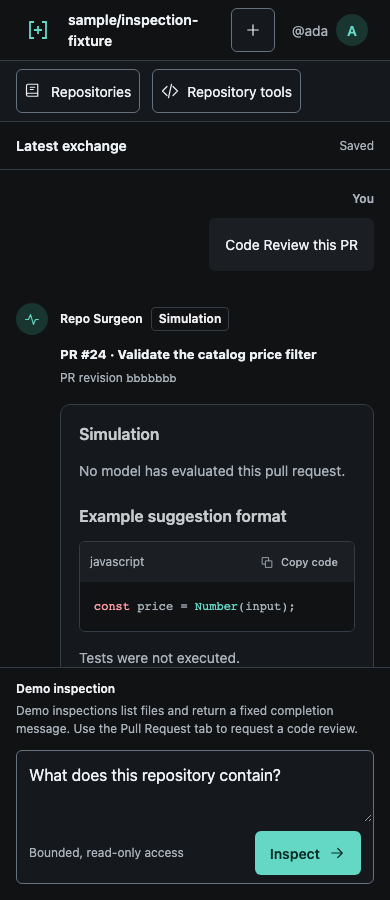 sample/inspection-
fixture
@ada
A
Repositories
Repository tools
Latest exchange
Saved
You
Code Review this PR
Repo Surgeon
Simulation
PR #24 · Validate the catalog price filter
PR revision bbbbbbb
Simulation
No model has evaluated this pull request.
Example suggestion format
javascript
Copy code
const price = Number(input);
Tests were not executed.
Demo inspection
Demo inspections list files and return a fixed completion
message. Use the Pull Request tab to request a code review.
What does this repository contain?
Bounded, read-only access
Inspect →